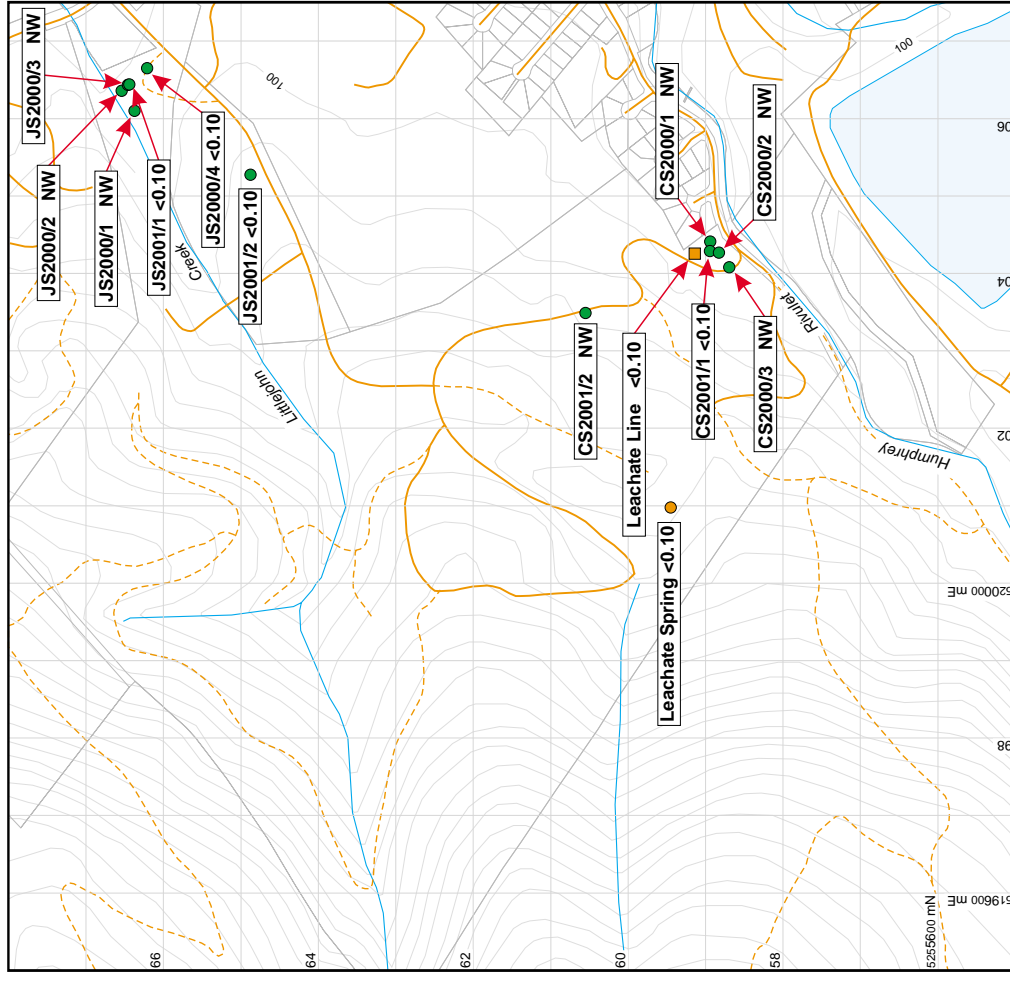 JS2000/3 NW
JS2000/2 NW
JS2000/1 NW
JS2001/1 <0.10
JS2000/4 <0.10
JS2001/2 <0.10
100
Creek
Littlejohn
100
CS2000/1 NW
CS2000/2 NW
CS2001/2 NW
Leachate Line <0.10
CS2001/1 <0.10
CS2000/3 NW
Leachate Spring <0.10
Rivulet
Humphrey
06
04
02
520000 mE
98
519600 mE
5255600 mN
66
64
62
60
58